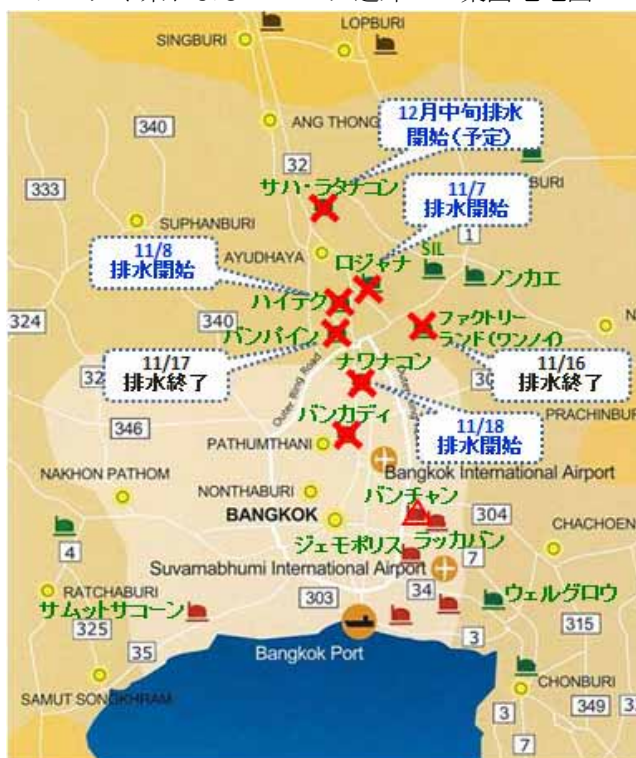 LOPBURI
SINGBURI
12月中旬排水
開始(予定)
ANG THONG
340
32
333
サハ・ラタナコン
11/7
排水開始
BURI
SUPHANBURI
1
11/8
排水開始
AYUDHAYA
SIL
ロジャナ
ノンカエ
ハイテク
324
340
バンパイン
ファクトリー
ランド(ワンノイ)
N
11/17
排水終了
11/16
排水終了
Outer Ring Road
32
ナワナコン
30
346
バンカディ
11/18
排水開始
PRACHINBUR
PATHUMTHANI
NAKHON PATHOM
Bangkok International Airport
NONTHABURI
バンチャン
BANGKOK
304
CHACHOEN
4
ジェモポリス
ラッカバン
7
Suvarnabhumi International Airport
RATCHABURI
303
34
ウェルグロウ
サムットサコーン
325
315
35
Bangkok Port
3
CHONBURI
SAMUT SONGKHRAM
3
349
3
7